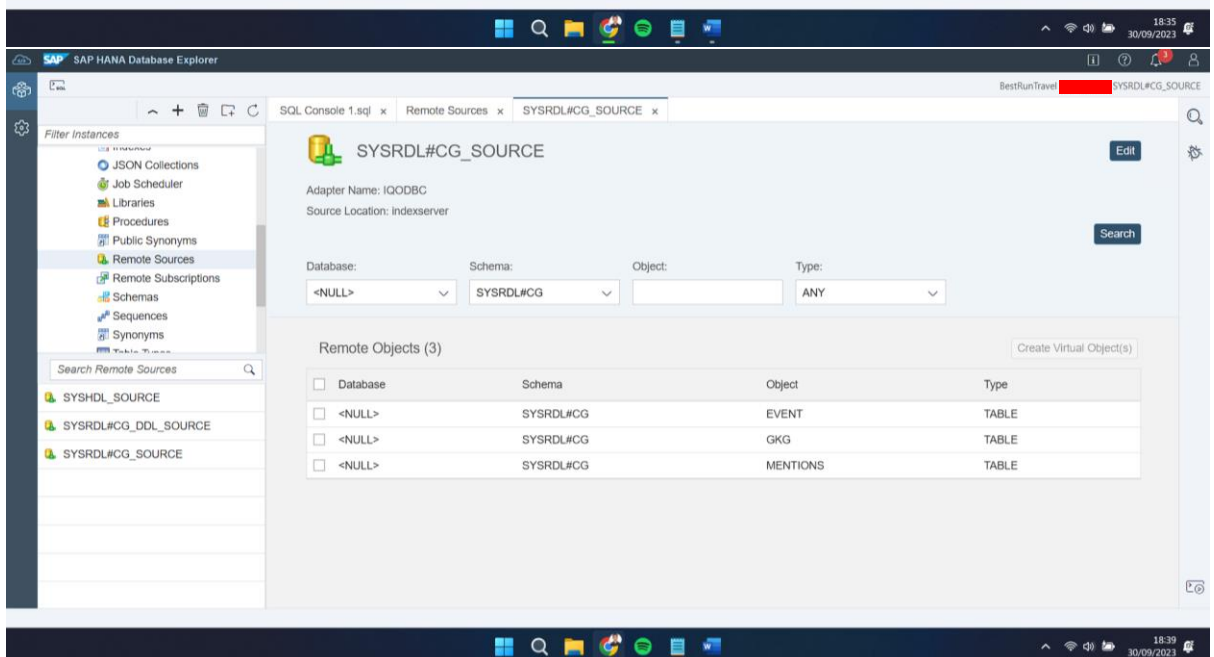 18:35
30/09/2023
SAP SAP HANA Database Explorer
3
BestRunTravel SYSRDL#CG_SOURCE
SQL Console 1.sql × Remote Sources × SYSRDL#CG_SOURCE ×
Filter Instances
JSON Collections
Job Scheduler
Libraries
Procedures
Public Synonyms
Remote Sources
Remote Subscriptions
Schemas
Sequences
Synonyms
Table Types
Search Remote Sources
SYSHDL_SOURCE
SYSRDL#CG_DDL_SOURCE
SYSRDL#CG_SOURCE
SYSRDL#CG_SOURCE
Edit
Adapter Name: IQODBC
Source Location: indexserver
Search
Database: Schema: Object: Type:
<NULL> SYSRDL#CG ANY
Remote Objects (3)
Create Virtual Object(s)
Database Schema Object Type
<NULL> SYSRDL#CG EVENT TABLE
<NULL> SYSRDL#CG GKG TABLE
<NULL> SYSRDL#CG MENTIONS TABLE
18:39
30/09/2023